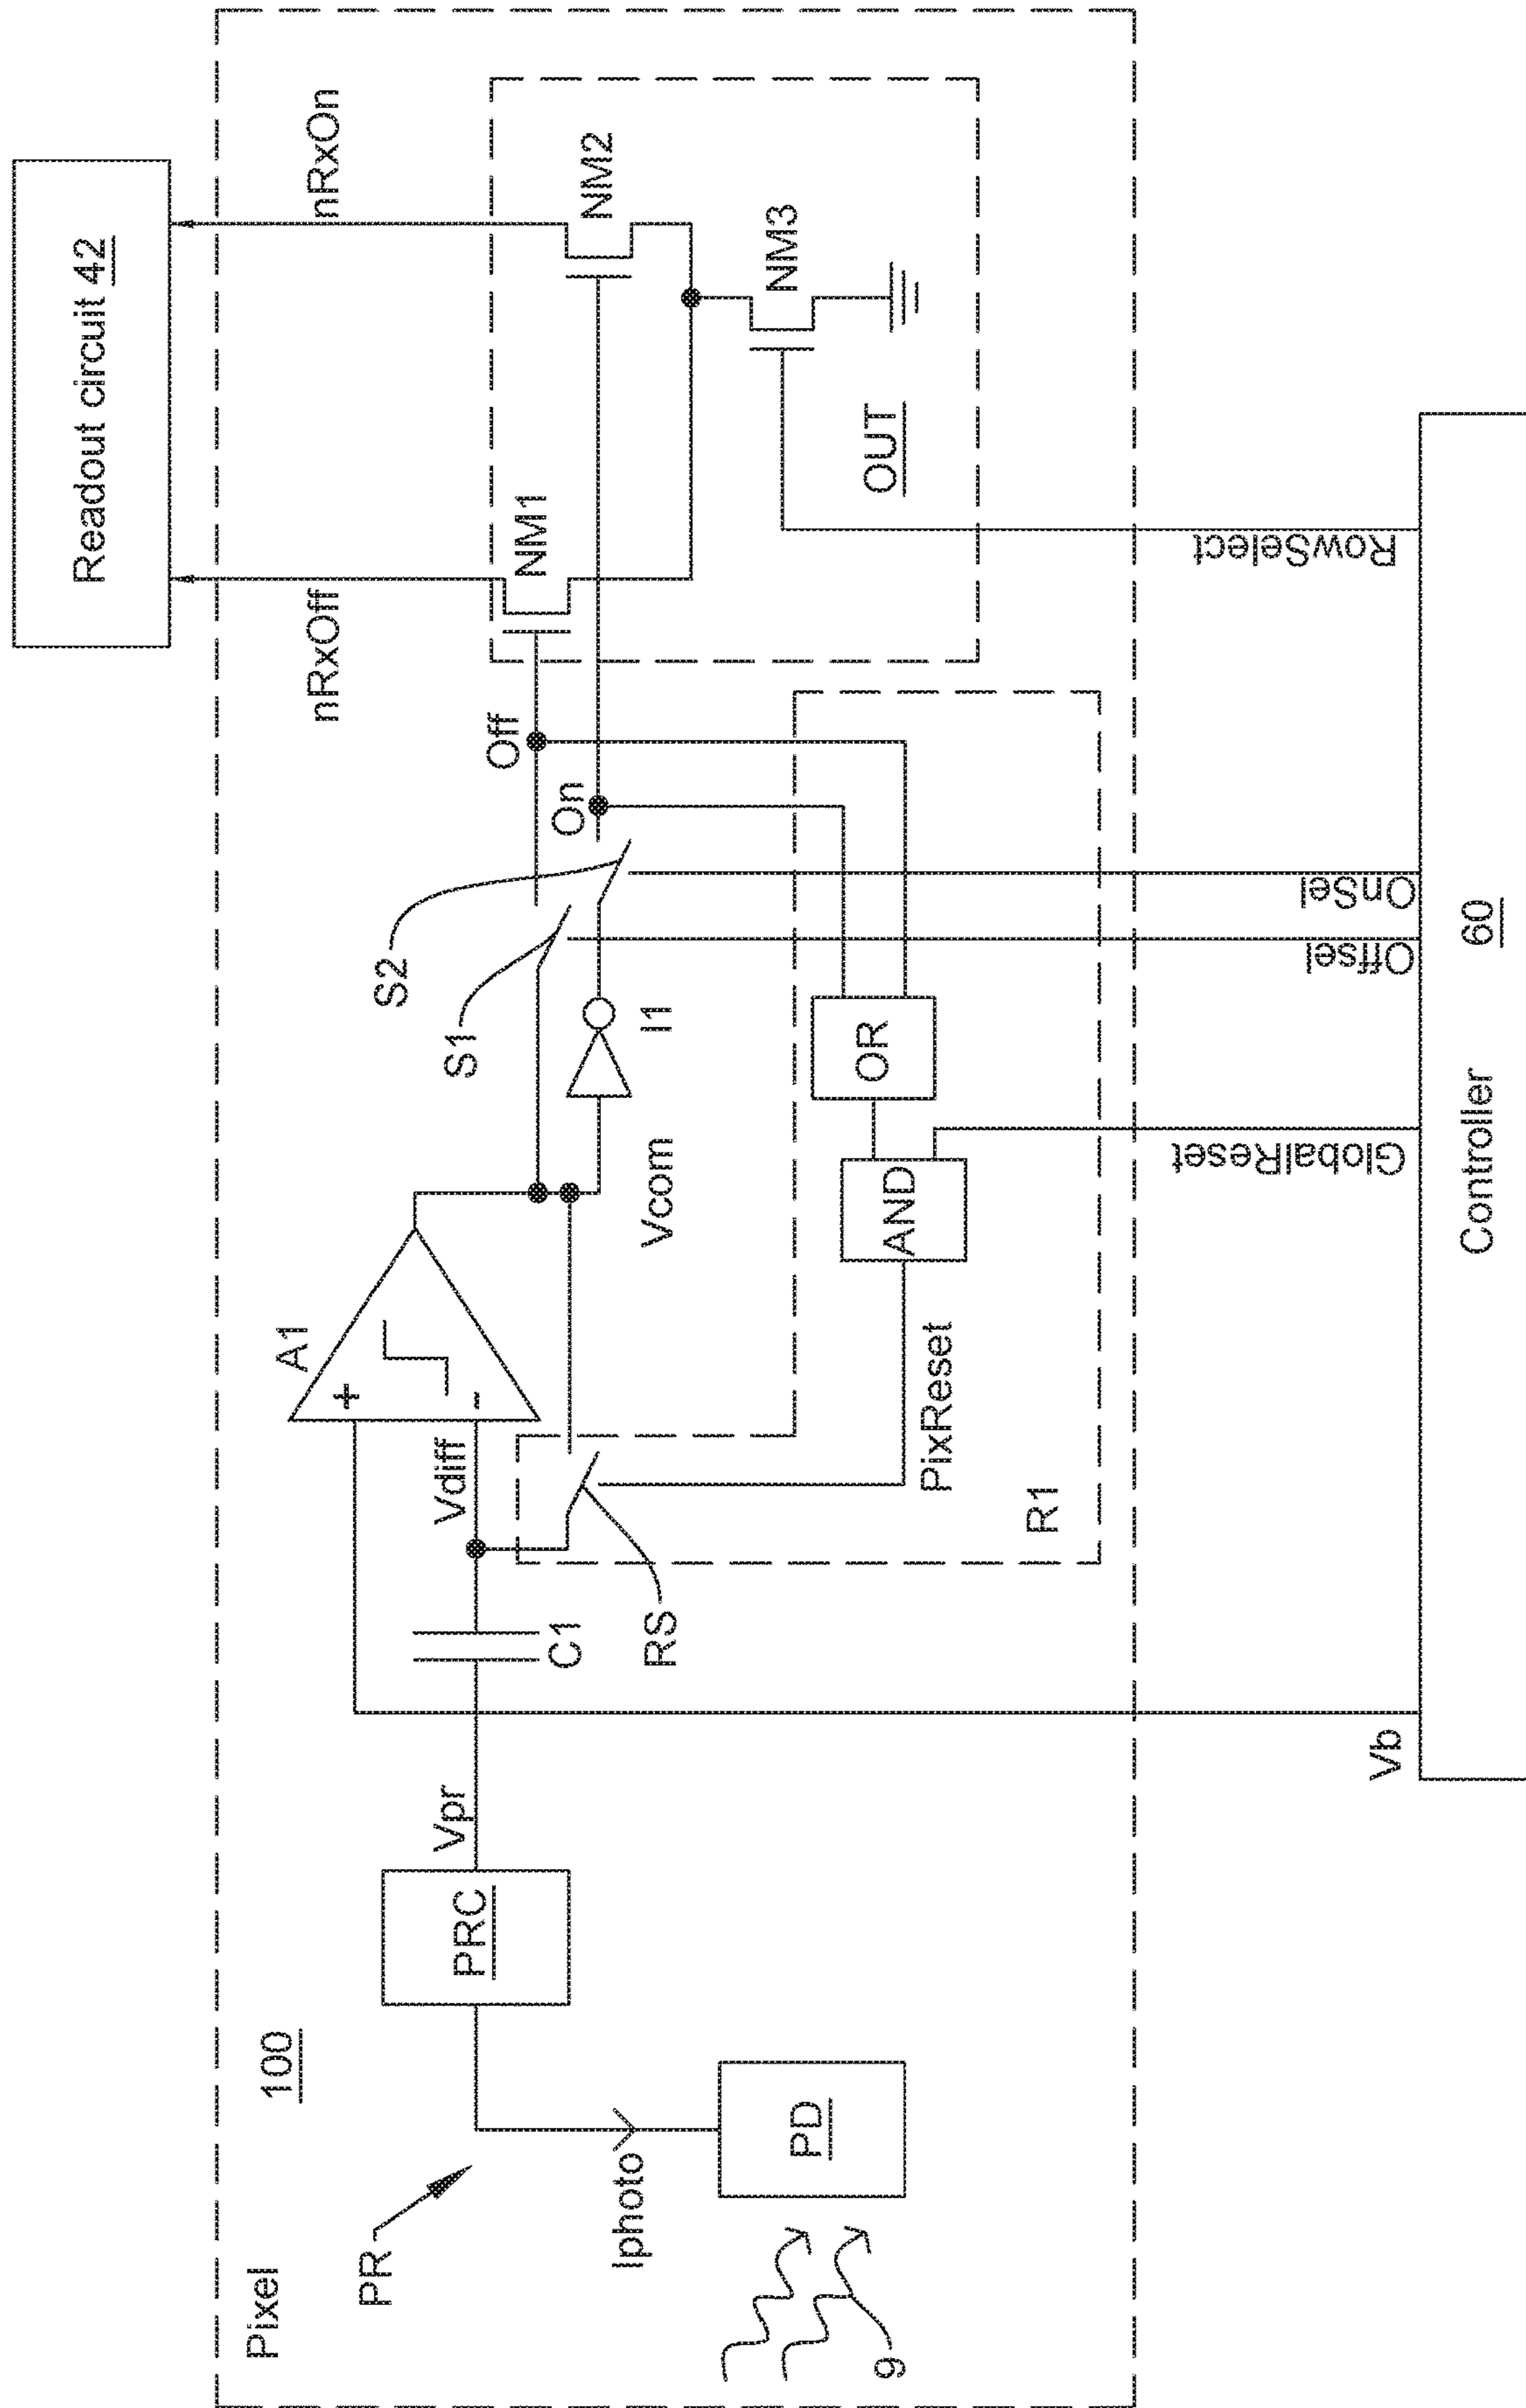 Pixel
100
PR
Iphoto
PD
9
PRC
Vpr
C1
Vdiff
A1
+
-
RS
R1
PixReset
Vcom
AND
OR
I1
S1
S2
On
Off
NM1
NM2
NM3
OUT
nRxOff
nRxOn
Readout circuit 42
Vb
GlobalReset
Offsel
OnSel
RowSelect
Controller
60